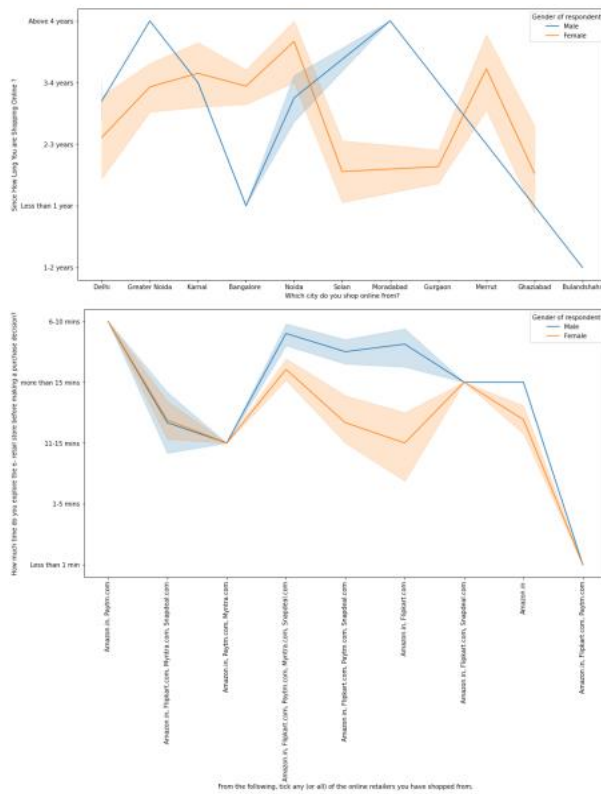 Above 4 years
3-4 years
2-3 years
Less than 1 year
1-2 years
Since How Long You are Shopping Online ?
Gender of respondent
Male
Female
Delhi
Greater Noida
Karnal
Bangalore
Noida
Solan
Moradabad
Gurgaon
Merrut
Ghaziabad
Bulandshahr
Which city do you shop online from?
6-10 mins
more than 15 mins
11-15 mins
1-5 mins
Less than 1 min
How much time do you explore the e- retail store before making a purchase decision?
Gender of respondent
Male
Female
Amazon.in, Paytm.com
Amazon.in, Flipkart.com, Myntra.com, Snapdeal.com
Amazon.in, Paytm.com, Myntra.com
Amazon.in, Flipkart.com, Paytm.com, Myntra.com, Snapdeal.com
Amazon.in, Flipkart.com, Paytm.com, Snapdeal.com
Amazon.in, Flipkart.com
Amazon.in, Flipkart.com, Snapdeal.com
Amazon.in
Amazon.in, Flipkart.com, Paytm.com
From the following, tick any (or all) of the online retailers you have shopped from.